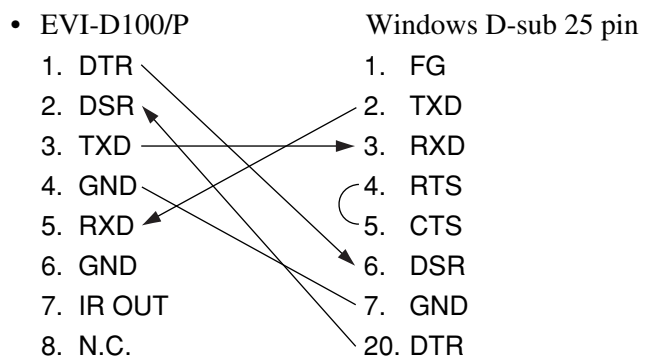 • EVI-D100/P Windows D-sub 25 pin
1. DTR 1. FG
2. DSR 2. TXD
3. TXD 3. RXD
4. GND 4. RTS
5. RXD 5. CTS
6. GND 6. DSR
7. IR OUT 7. GND
8. N.C. 20. DTR